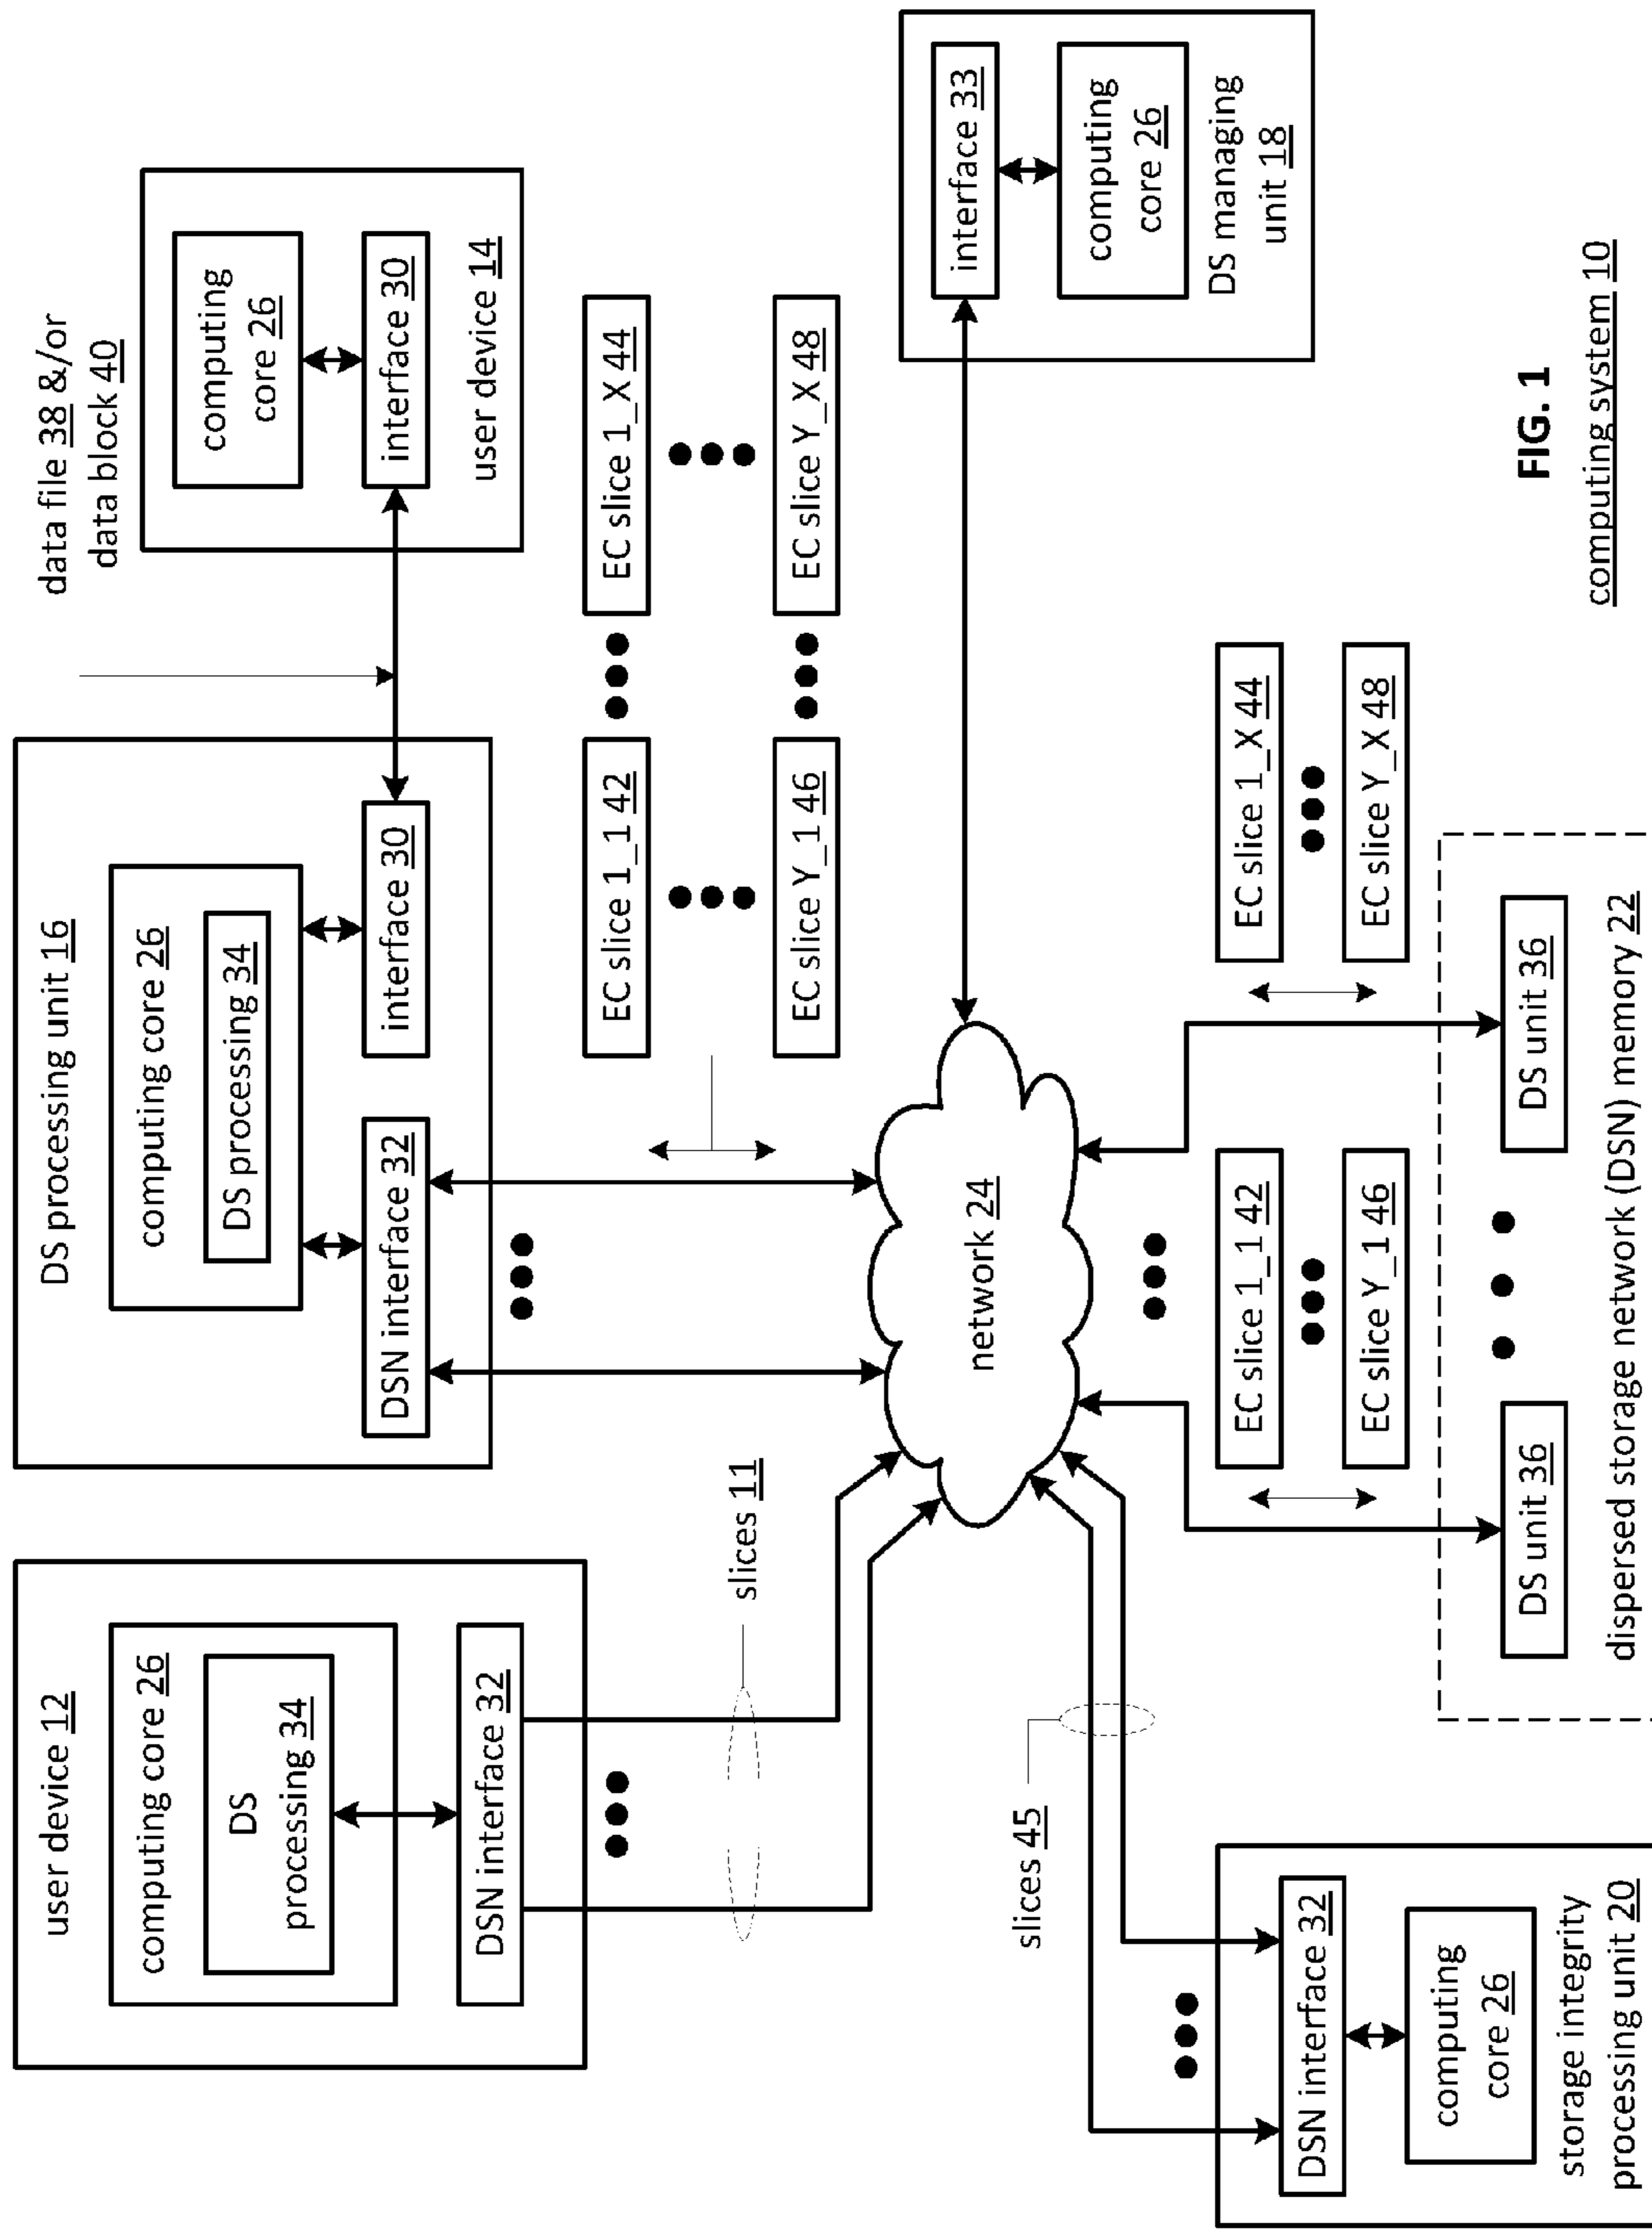 user device 12
computing core 26
DS
processing 34
DSN interface 32
slices 11
DS processing unit 16
computing core 26
DS processing 34
DSN interface 32
interface 30
data file 38 &/or
data block 40
computing
core 26
interface 30
user device 14
EC slice 1_1 42
EC slice 1_X 44
EC slice Y_1 46
EC slice Y_X 48
network 24
interface 33
computing
core 26
DS managing
unit 18
slices 45
DSN interface 32
computing
core 26
storage integrity
processing unit 20
EC slice 1_1 42
EC slice Y_1 46
EC slice 1_X 44
EC slice Y_X 48
DS unit 36
DS unit 36
dispersed storage network (DSN) memory 22
FIG. 1
computing system 10